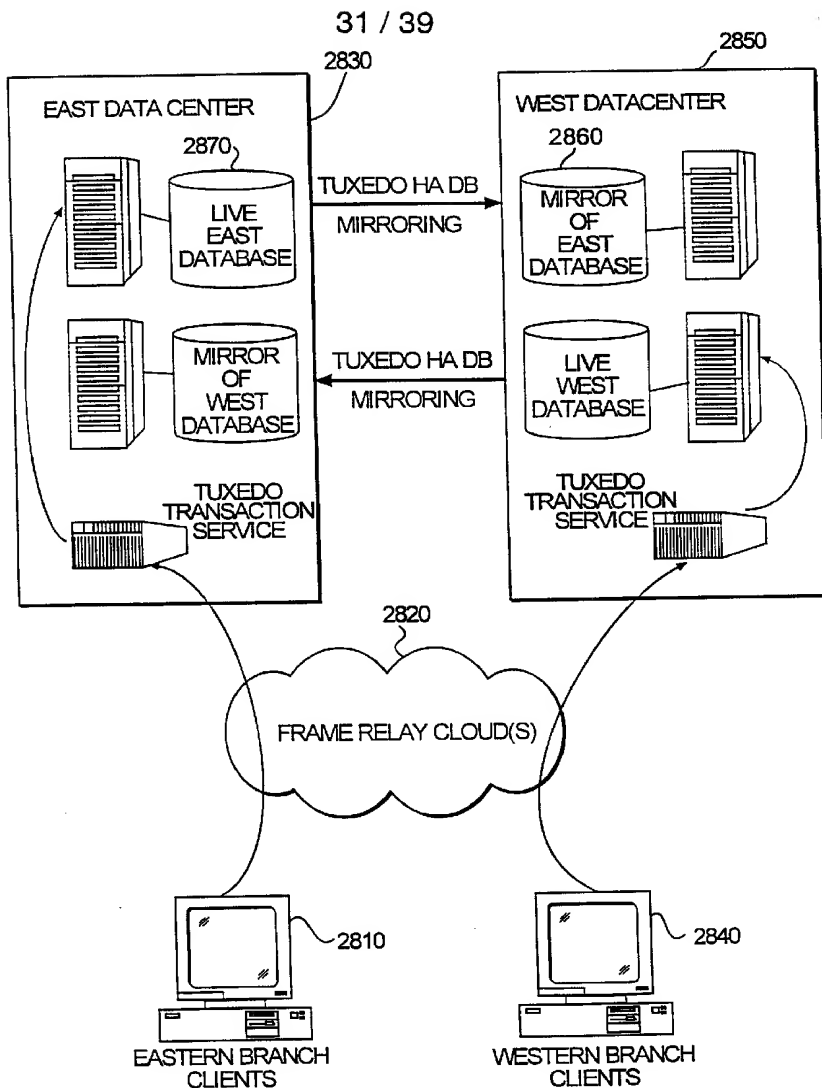 31 / 39
2830
2850
EAST DATA CENTER
WEST DATACENTER
2870
2860
LIVE
EAST
DATABASE
TUXEDO HA DB
MIRRORING
MIRROR
OF
EAST
DATABASE
MIRROR
OF
WEST
DATABASE
TUXEDO HA DB
MIRRORING
LIVE
WEST
DATABASE
TUXEDO
TRANSACTION
SERVICE
TUXEDO
TRANSACTION
SERVICE
2820
FRAME RELAY CLOUD(S)
2810
2840
EASTERN BRANCH
CLIENTS
WESTERN BRANCH
CLIENTS